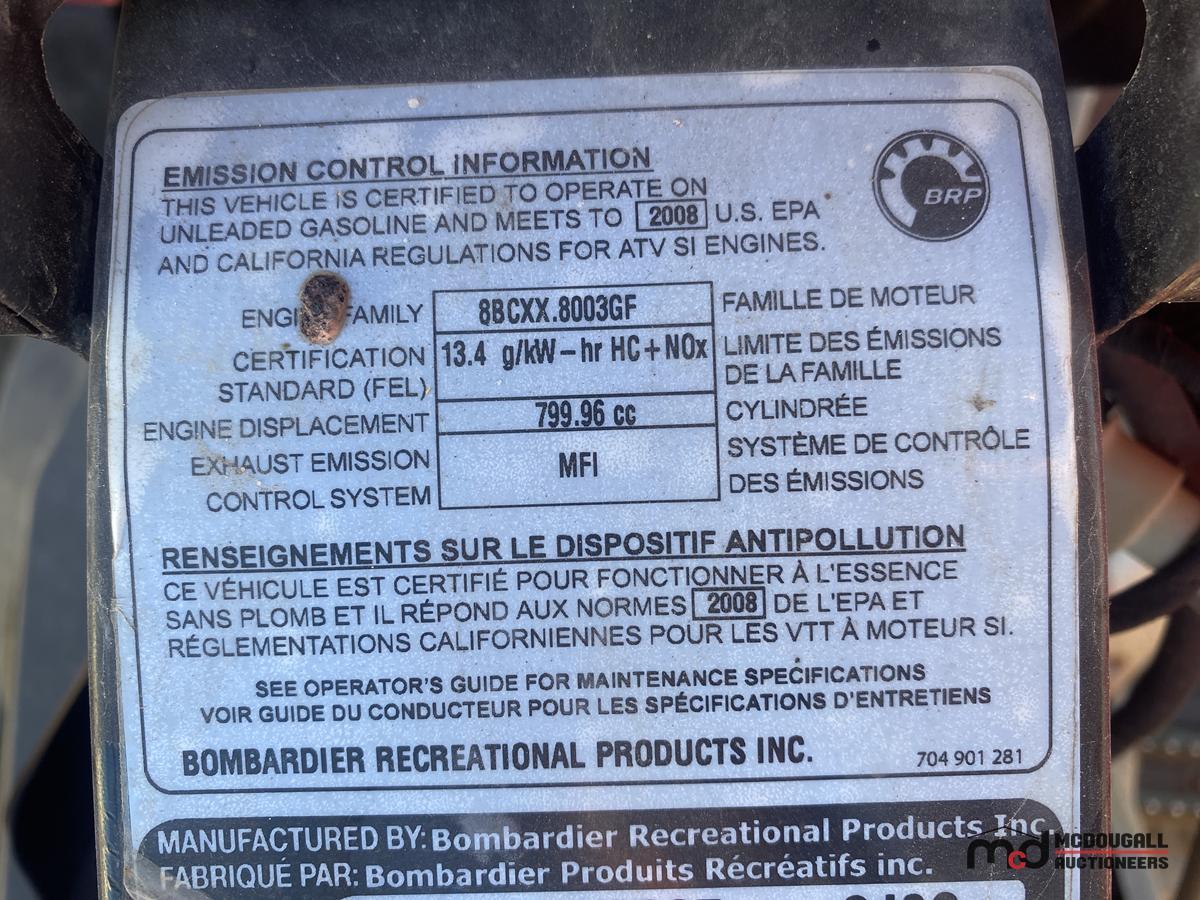 EMISSION CONTROL INFORMATION
THIS VEHICLE IS CERTIFIED TO OPERATE ON
UNLEADED GASOLINE AND MEETS TO 2008 U.S. EPA
AND CALIFORNIA REGULATIONS FOR ATV SI ENGINES.
BRP
FAMILY 8BCXX.8003GF FAMILLE DE MOTEUR
CERTIFICATION 13.4 g/kW-hr HC+NOx LIMITE DES ÉMISSIONS
STANDARD (FEL) DE LA FAMILLE
ENGINE DISPLACEMENT 799.96 cc CYLINDRÉE
EXHAUST EMISSION MFI SYSTÈME DE CONTRÔLE
CONTROL SYSTEM DES ÉMISSIONS
RENSEIGNEMENTS SUR LE DISPOSITIF ANTIPOLLUTION
CE VÉHICULE EST CERTIFIÉ POUR FONCTIONNER À L'ESSENCE
SANS PLOMB ET IL RÉPOND AUX NORMES 2008 DE L'EPA ET
RÉGLEMENTATIONS CALIFORNIENNES POUR LES VTT À MOTEUR SI.
SEE OPERATOR'S GUIDE FOR MAINTENANCE SPECIFICATIONS
VOIR GUIDE DU CONDUCTEUR POUR LES SPÉCIFICATIONS D'ENTRETIENS
BOMBARDIER RECREATIONAL PRODUCTS INC. 704 901 281
MANUFACTURED BY: Bombardier Recreational Products Inc
FABRIQUÉ PAR: Bombardier Produits Récréatifs inc.
mcd MCDOUGALL
AUCTIONEERS